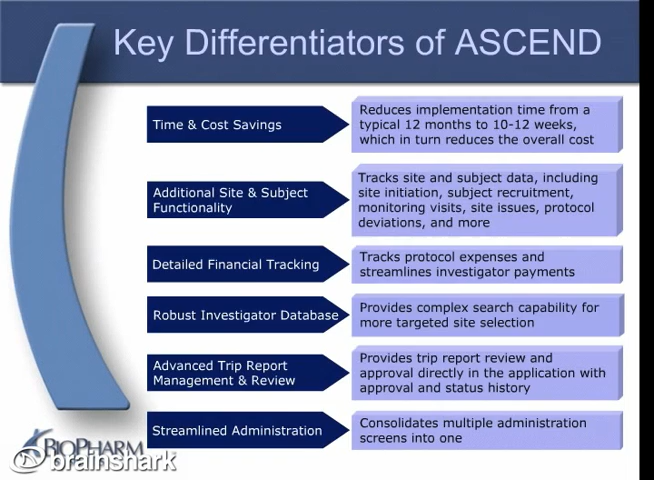 Key Differentiators of ASCEND
Time & Cost Savings
Reduces implementation time from a
typical 12 months to 10-12 weeks,
which in turn reduces the overall cost
Additional Site & Subject
Functionality
Tracks site and subject data, including
site initiation, subject recruitment,
monitoring visits, site issues, protocol
deviations, and more
Detailed Financial Tracking
Tracks protocol expenses and
streamlines investigator payments
Robust Investigator Database
Provides complex search capability for
more targeted site selection
Advanced Trip Report
Management & Review
Provides trip report review and
approval directly in the application with
approval and status history
Streamlined Administration
Consolidates multiple administration
screens into one
BIOPHARM
brainshark